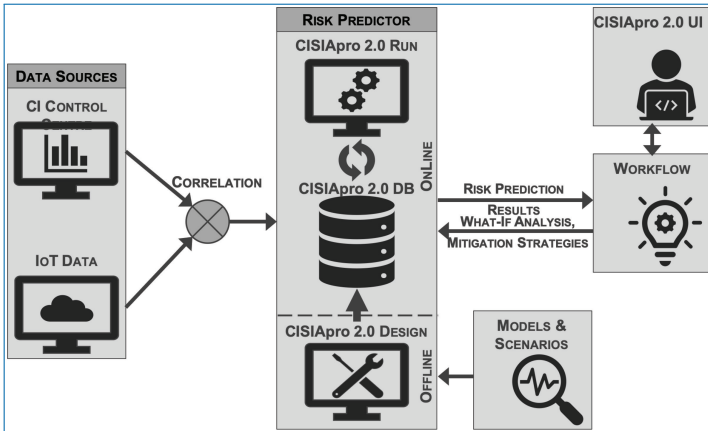 DATA SOURCES
CI CONTROL
CENTRE
IOT DATA
CORRELATION
RISK PREDICTOR
CISIAPRO 2.0 RUN
ONLINE
CISIAPRO 2.0 DB
CISIAPRO 2.0 DESIGN
OFFLINE
RISK PREDICTION
RESULTS
WHAT-IF ANALYSIS,
MITIGATION STRATEGIES
CISIAPRO 2.0 UI
</>
WORKFLOW
MODELS &
SCENARIOS